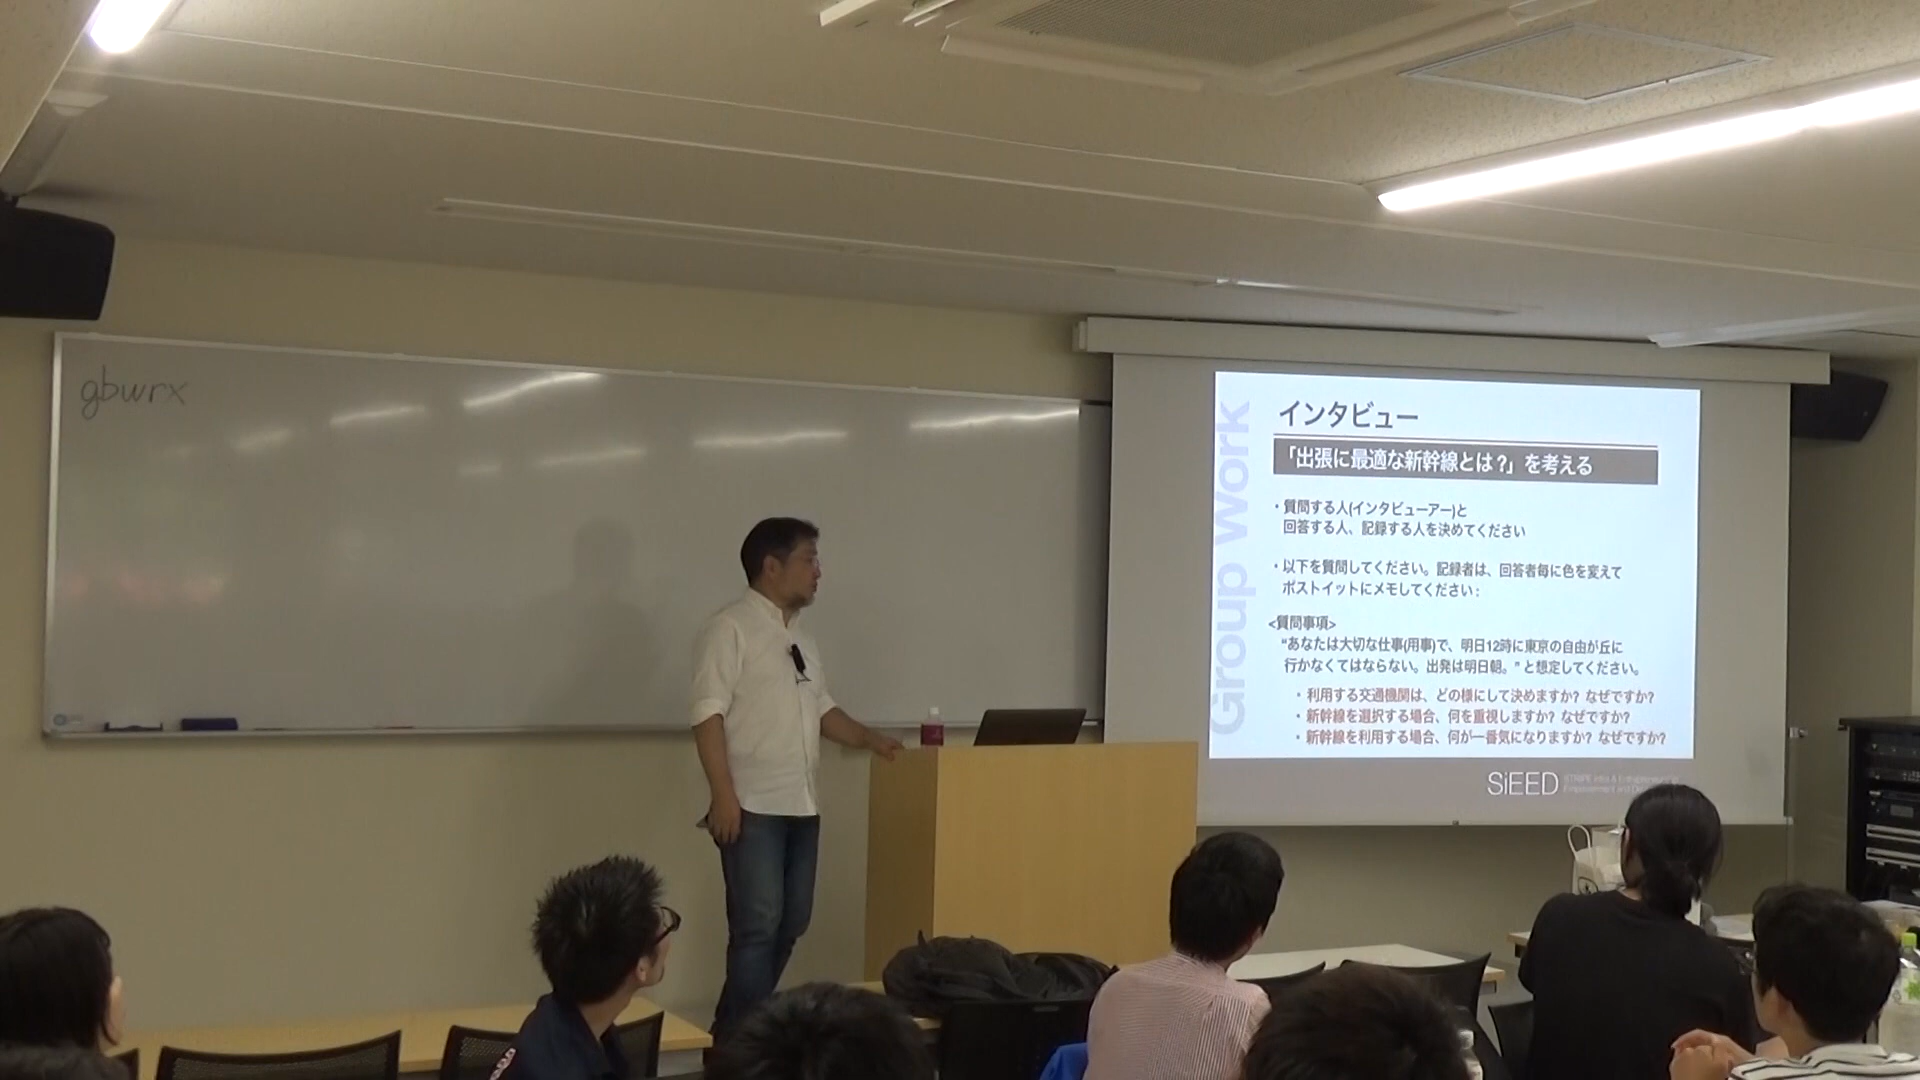 gbwrx
Group Work
インタビュー
「出張に最適な新幹線とは？」を考える
・質問する人(インタビューアー)と
回答する人、記録する人を決めてください
・以下を質問してください。記録者は、回答者毎に色を変えて
ポストイットにメモしてください：
<質問事項>
“あなたは大切な仕事(用事)で、明日12時に東京の自由が丘に
行かなくてはならない。出発は明日朝。” と想定してください。
・利用する交通機関は、どの様にして決めますか？ なぜですか？
・新幹線を選択する場合、何を重視しますか？ なぜですか？
・新幹線を利用する場合、何が一番気になりますか？ なぜですか？
SiEED